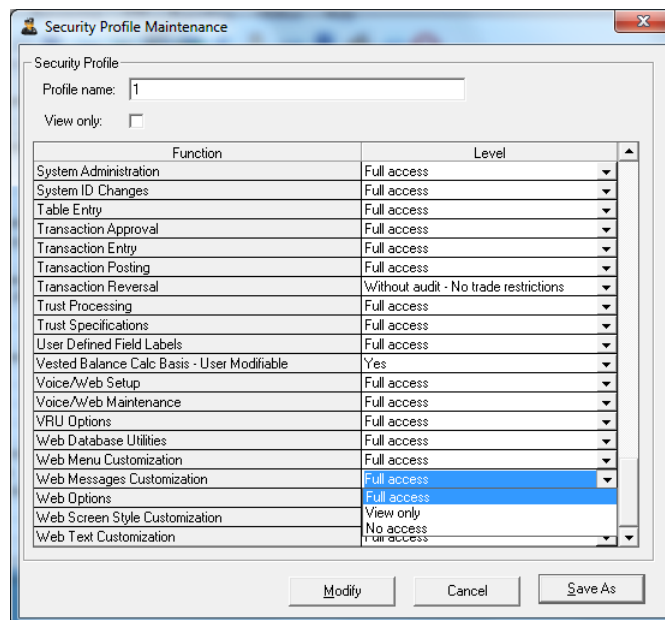 Security Profile Maintenance
Security Profile
Profile name: 1
View only:
Function Level
System Administration Full access
System ID Changes Full access
Table Entry Full access
Transaction Approval Full access
Transaction Entry Full access
Transaction Posting Full access
Transaction Reversal Without audit - No trade restrictions
Trust Processing Full access
Trust Specifications Full access
User Defined Field Labels Full access
Vested Balance Calc Basis - User Modifiable Yes
Voice/Web Setup Full access
Voice/Web Maintenance Full access
VRU Options Full access
Web Database Utilities Full access
Web Menu Customization Full access
Web Messages Customization Full access
Web Options Full access
Web Screen Style Customization View only
No access
Web Text Customization Full access
Modify Cancel Save As